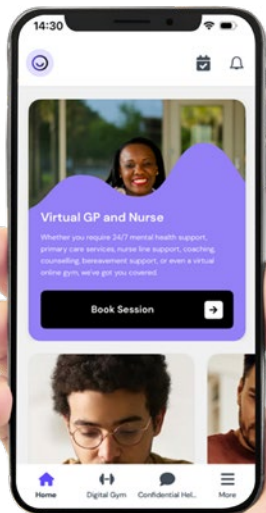 14:30
Virtual GP and Nurse
Whether you require 24/7 mental health support,
primary care services, nurse line support, coaching,
counselling, bereavement support, or even a virtual
online gym, we've got you covered
Book Session
Home
Digital Gym
Confidential Hel..
More